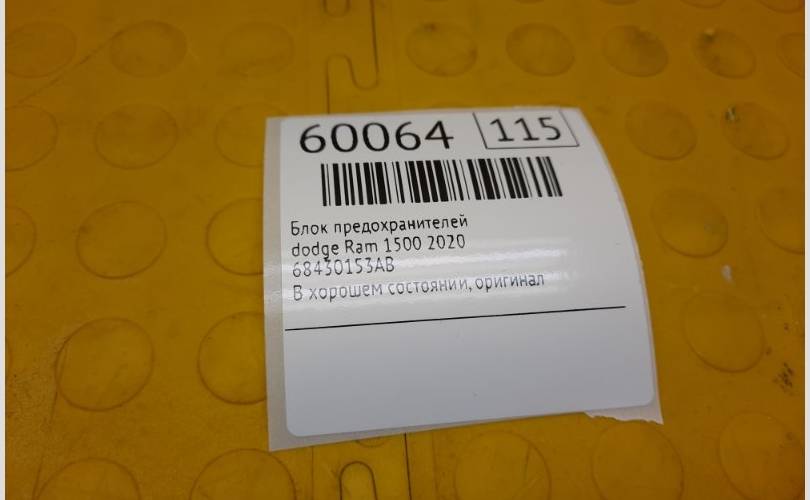 60064 115
Блок предохранителей
dodge Ram 1500 2020
68430153AB
В хорошем состоянии, оригинал